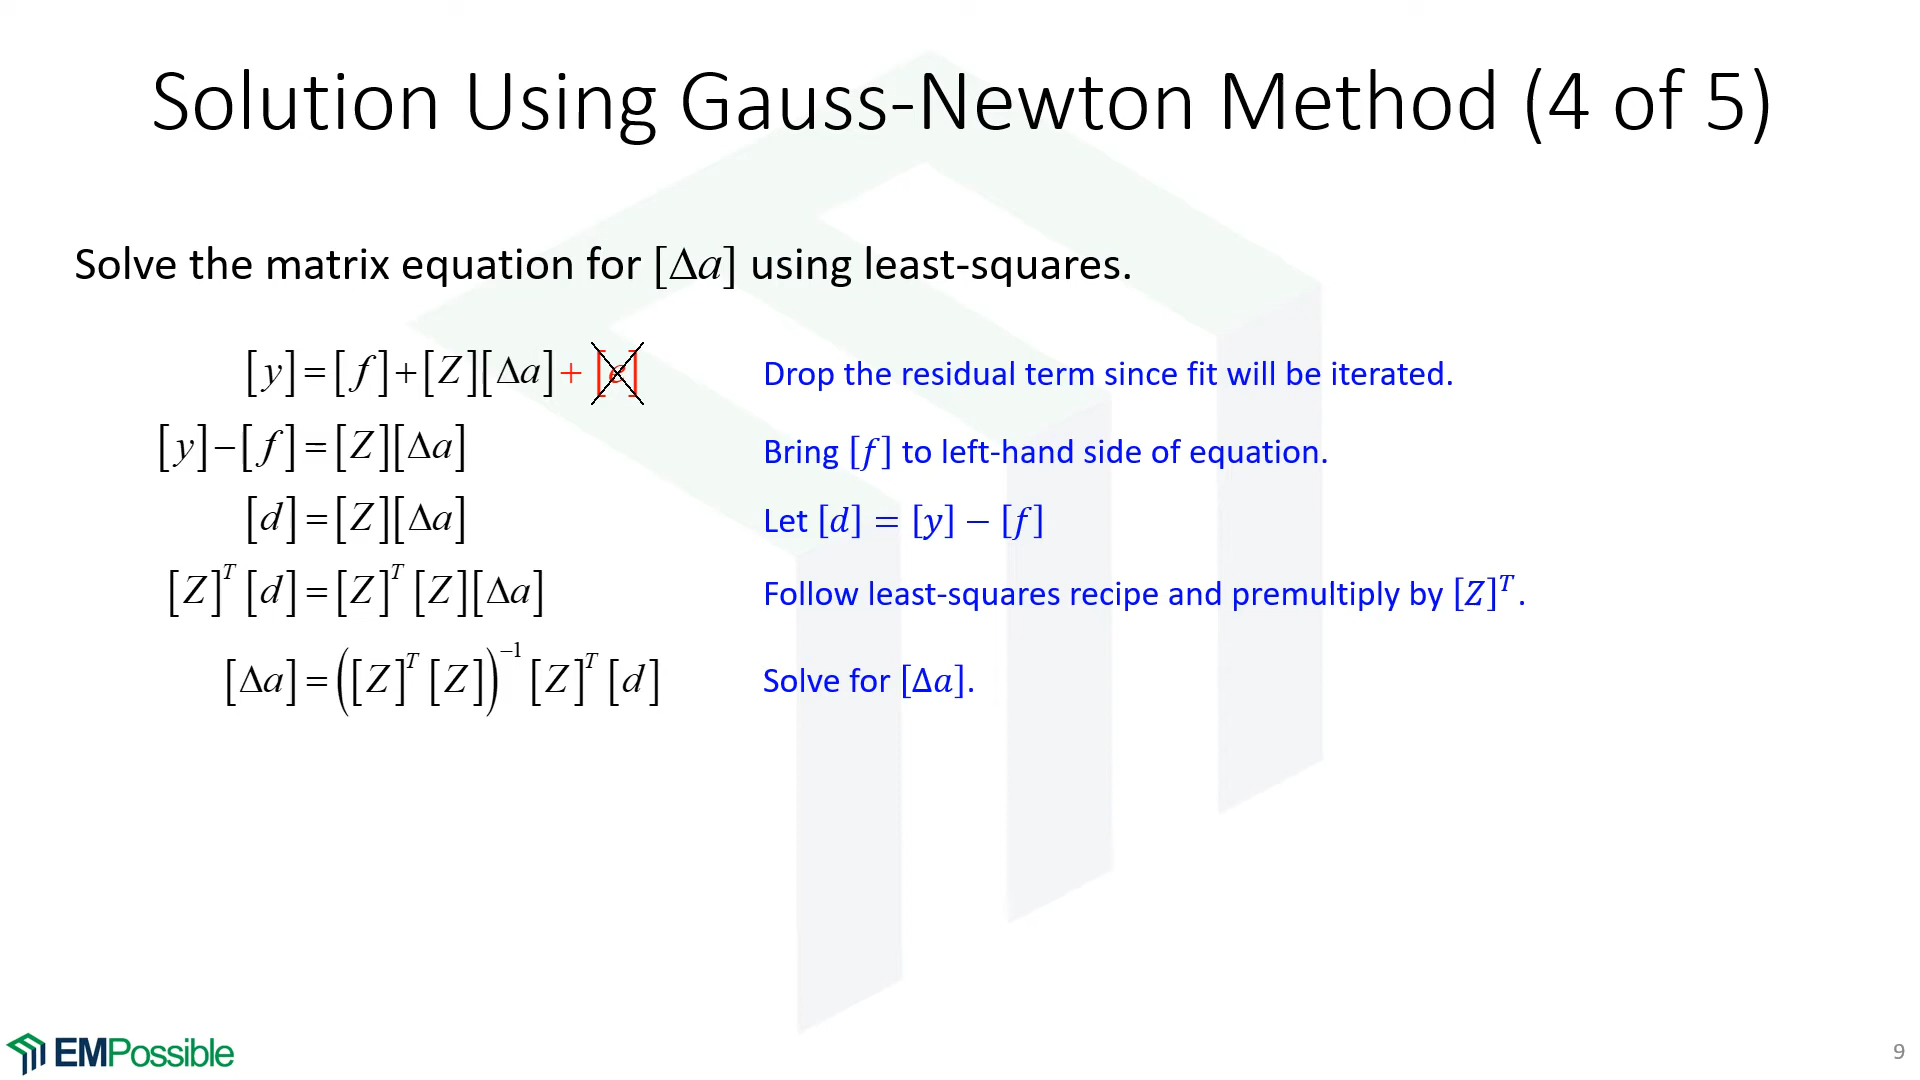 Solution Using Gauss-Newton Method (4 of 5)
Solve the matrix equation for [Δa] using least-squares.
[y]=[f]+[Z][Δa]+[e] Drop the residual term since fit will be iterated.
[y]−[f]=[Z][Δa] Bring [f] to left-hand side of equation.
[d]=[Z][Δa] Let [d] = [y] − [f]
[Z]^T[d]=[Z]^T[Z][Δa] Follow least-squares recipe and premultiply by [Z]^T.
[Δa]=([Z]^T[Z])^−1[Z]^T[d] Solve for [Δa].
EMPossible
9